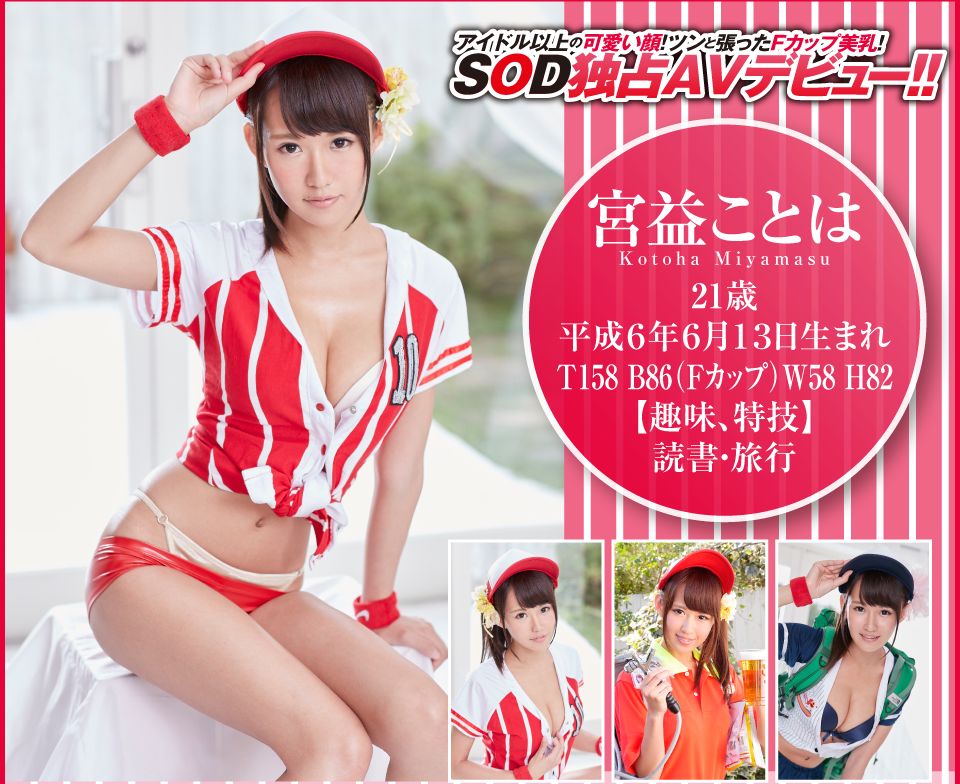 アイドル以上の可愛い顔!ツンと張ったFカップ美乳!
SOD独占AVデビュー!!
宮益ことは
Kotoha Miyamasu
21歳
平成6年6月13日生まれ
T158 B86(Fカップ)W58 H82
【趣味、特技】
読書・旅行
10